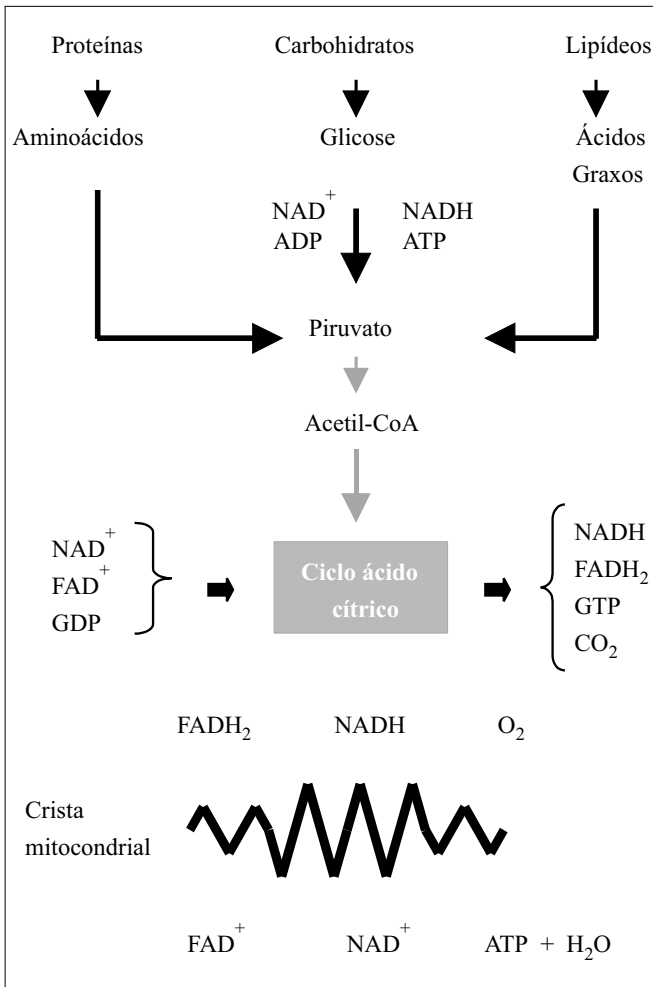 Proteínas Carbohidratos Lipídeos
Aminoácidos Glicose Ácidos
Graxos
NAD+ NADH
ADP ATP
Piruvato
Acetil-CoA
NAD+
FAD+
GDP
Ciclo ácido
cítrico
NADH
FADH2
GTP
CO2
FADH2 NADH O2
Crista
mitocondrial
FAD+ NAD+ ATP + H2O